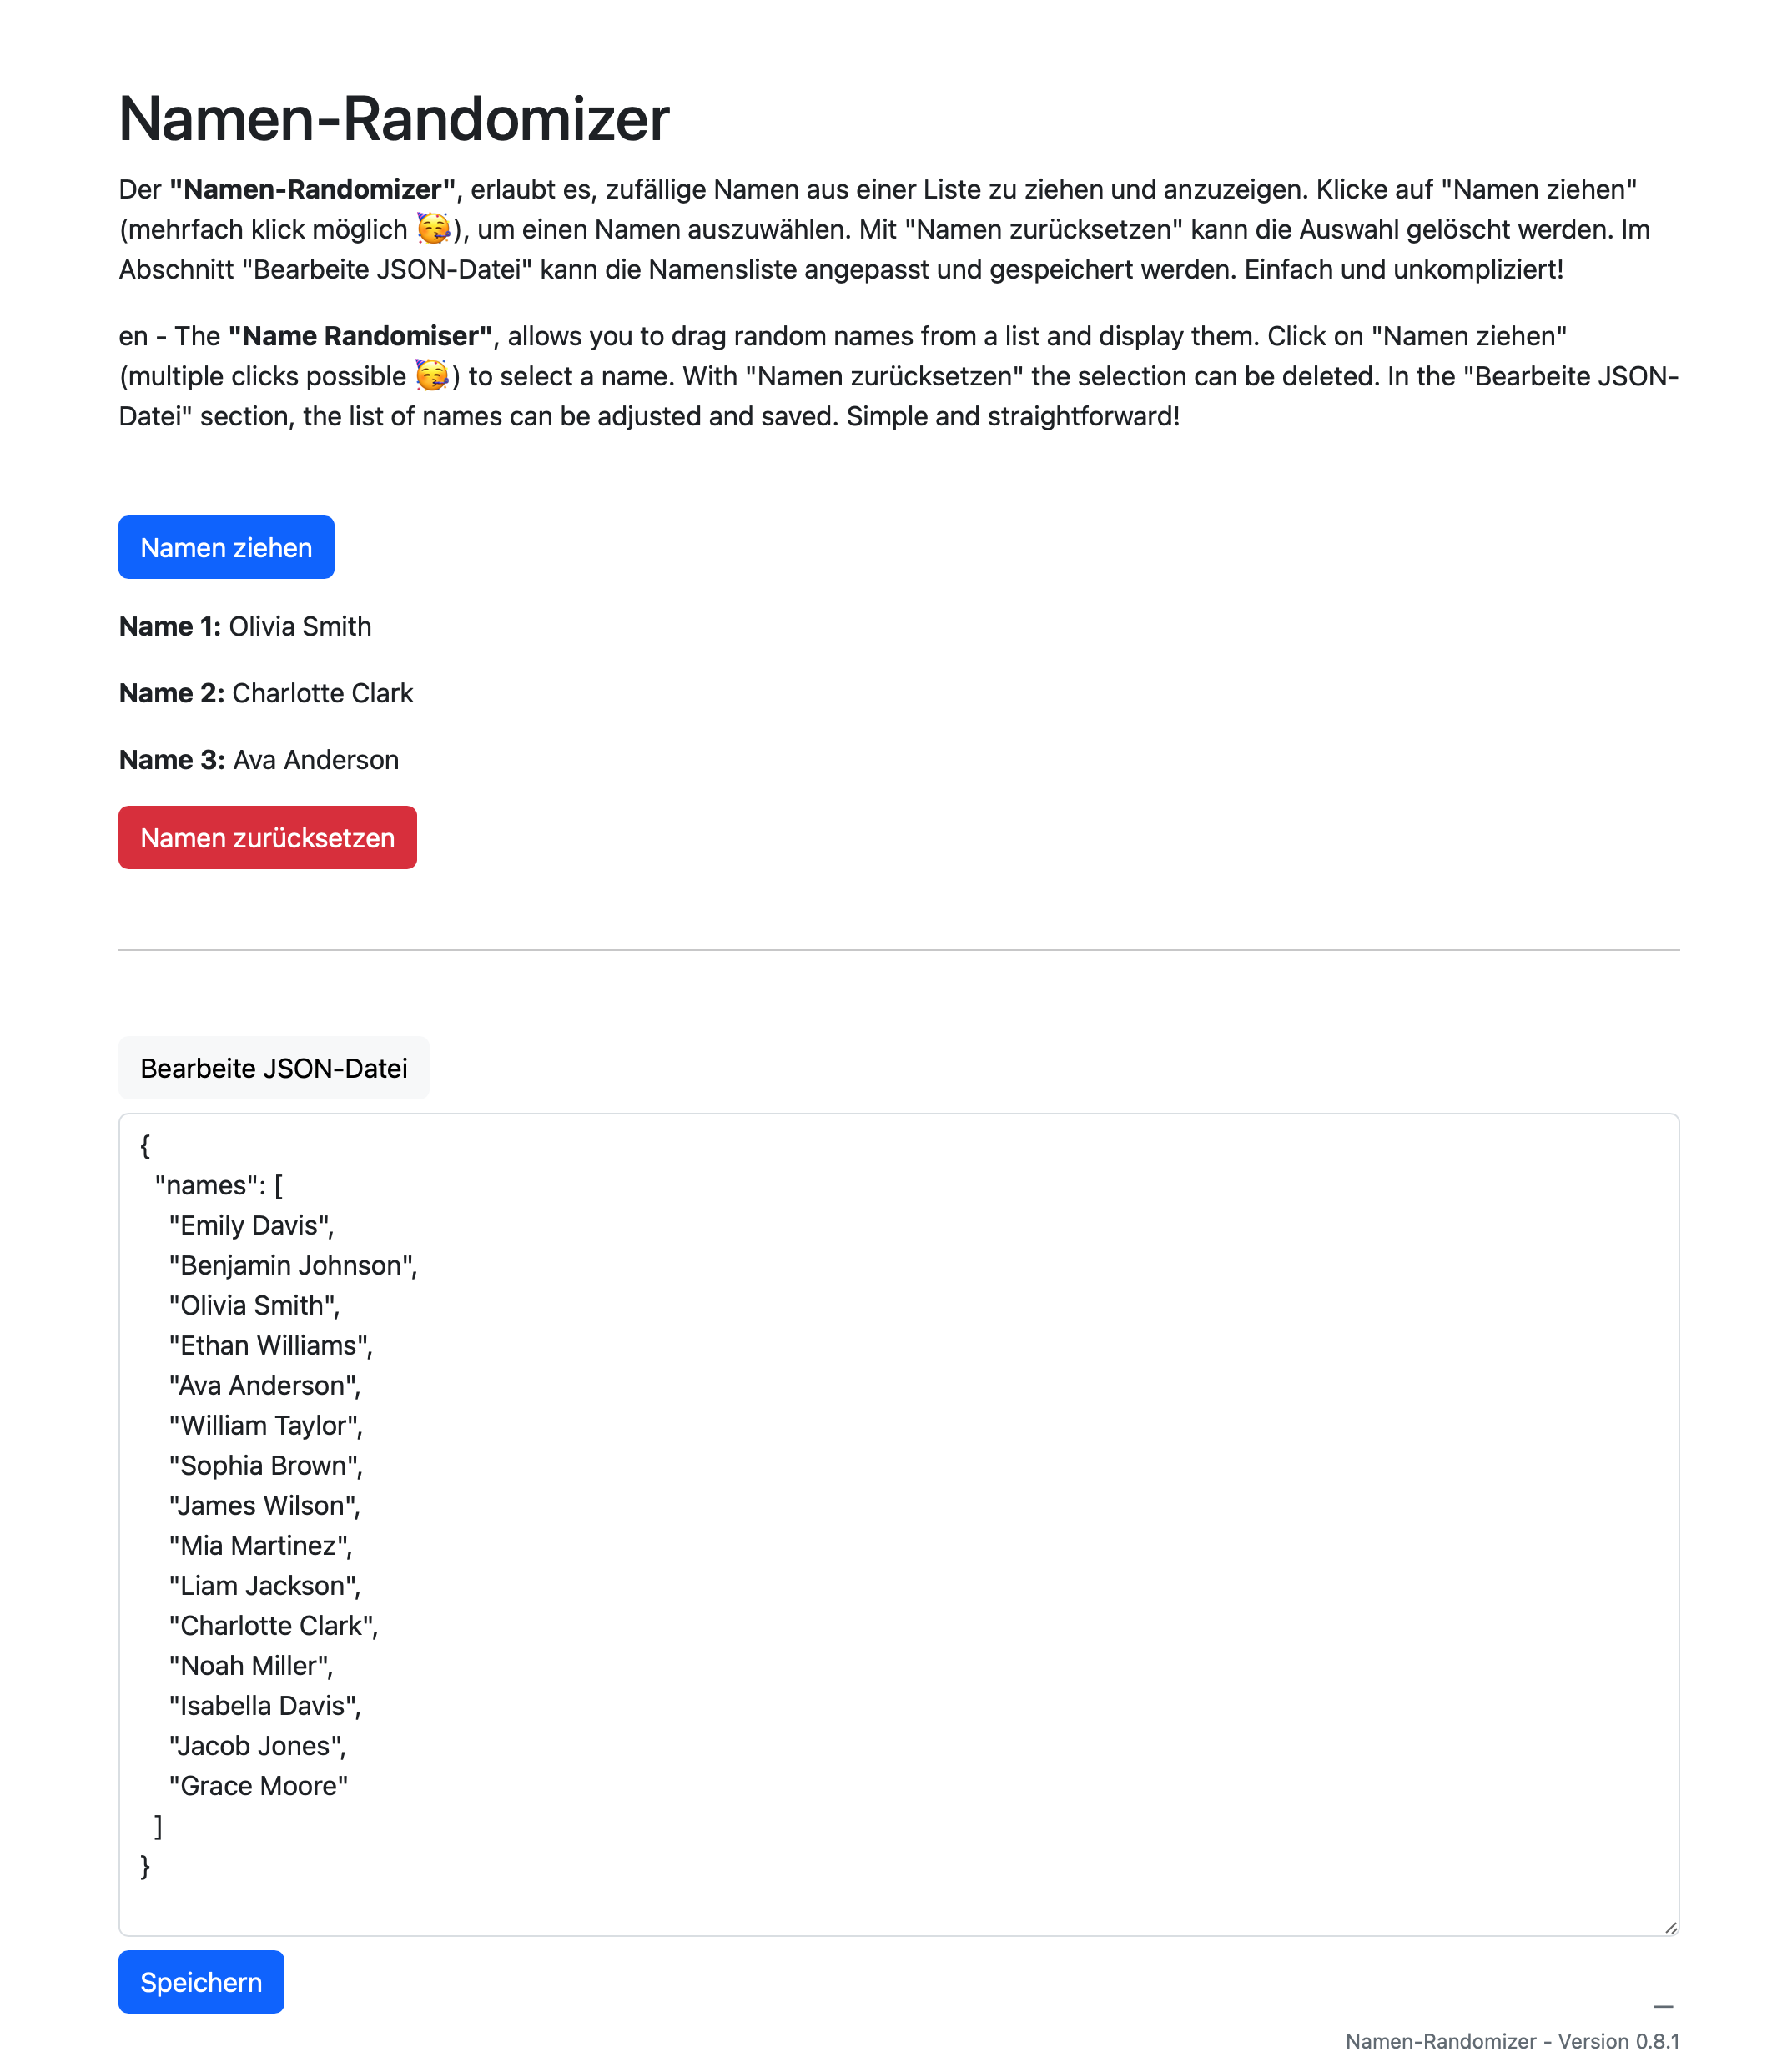 Namen-Randomizer
Der "Namen-Randomizer", erlaubt es, zufällige Namen aus einer Liste zu ziehen und anzuzeigen. Klicke auf "Namen ziehen"
(mehrfach klick möglich 🥳), um einen Namen auszuwählen. Mit "Namen zurücksetzen" kann die Auswahl gelöscht werden. Im
Abschnitt "Bearbeite JSON-Datei" kann die Namensliste angepasst und gespeichert werden. Einfach und unkompliziert!
en - The "Name Randomiser", allows you to drag random names from a list and display them. Click on "Namen ziehen"
(multiple clicks possible 🥳) to select a name. With "Namen zurücksetzen" the selection can be deleted. In the "Bearbeite JSON-
Datei" section, the list of names can be adjusted and saved. Simple and straightforward!
Namen ziehen
Name 1: Olivia Smith
Name 2: Charlotte Clark
Name 3: Ava Anderson
Namen zurücksetzen
Bearbeite JSON-Datei
{
"names": [
"Emily Davis",
"Benjamin Johnson",
"Olivia Smith",
"Ethan Williams",
"Ava Anderson",
"William Taylor",
"Sophia Brown",
"James Wilson",
"Mia Martinez",
"Liam Jackson",
"Charlotte Clark",
"Noah Miller",
"Isabella Davis",
"Jacob Jones",
"Grace Moore"
]
}
Speichern
—
Namen-Randomizer - Version 0.8.1